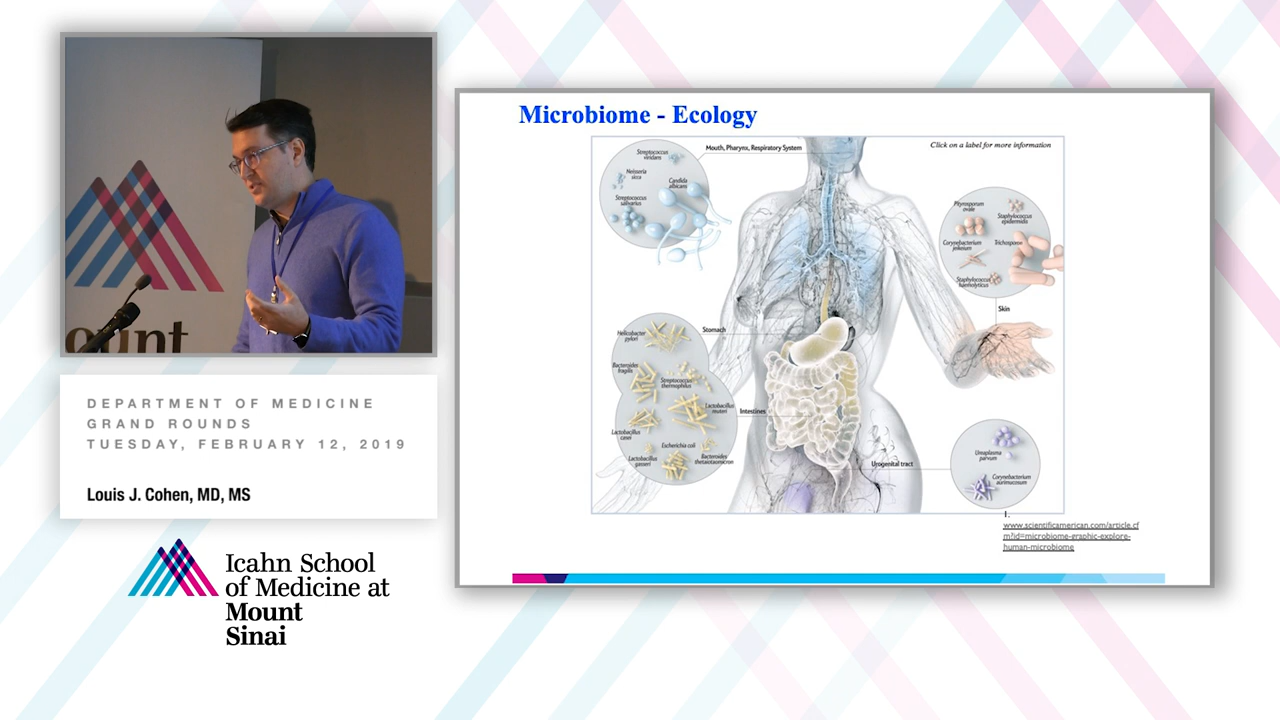 ount
DEPARTMENT OF MEDICINE
GRAND ROUNDS
TUESDAY, FEBRUARY 12, 2019
Louis J. Cohen, MD, MS
Icahn School
of Medicine at
Mount
Sinai
Microbiome - Ecology
Click on a label for more information
Mouth, Pharynx, Respiratory System
Streptococcus
viridans
Neisseria
sicca
Candida
albicans
Streptococcus
salivarius
Pityrosporum
ovale
Staphylococcus
epidermidis
Corynebacterium
jeikeium
Trichosporon
Staphylococcus
haemolyticus
Skin
Stomach
Helicobacter
pylori
Bacteroides
fragilis
Streptococcus
thermophilus
Lactobacillus
reuteri
Intestines
Lactobacillus
casei
Escherichia coli
Lactobacillus
gasseri
Bacteroides
thetaiotaomicron
Urogenital tract
Ureaplasma
parvum
Corynebacterium
aurimucosum
1.
www.scientificamerican.com/article.cf
m?id=microbiome-graphic-explore-
human-microbiome